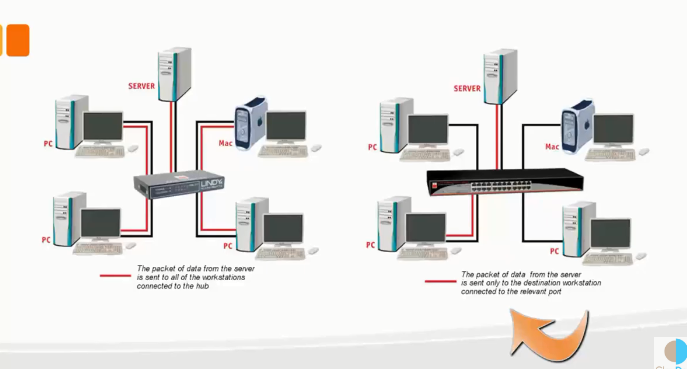 SERVER
PC
Mac
LINDY
PC
PC
The packet of data from the server
is sent to all of the workstations
connected to the hub
SERVER
PC
Mac
PC
PC
The packet of data from the server
is sent only to the destination workstation
connected to the relevant port